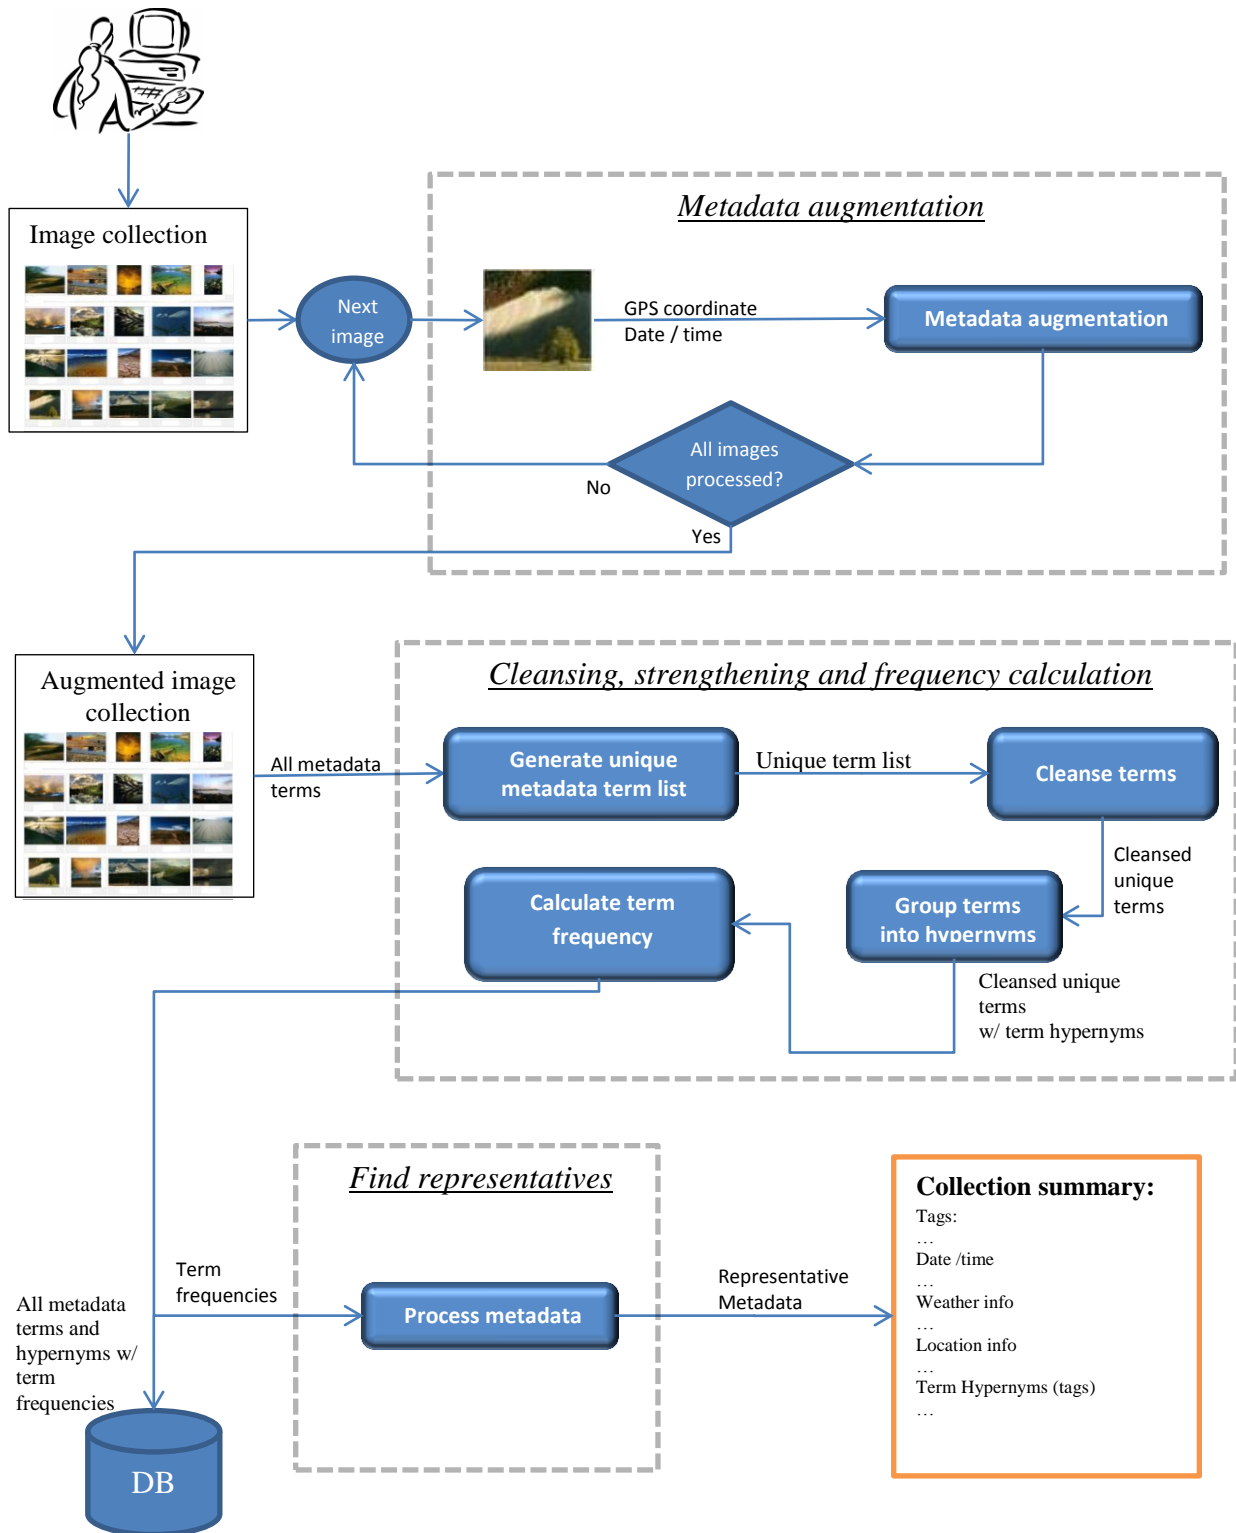 Metadata augmentation
Image collection
Next
image
GPS coordinate
Date / time
Metadata augmentation
All images
processed?
No
Yes
Augmented image
collection
Cleansing, strengthening and frequency calculation
All metadata
terms
Generate unique
metadata term list
Unique term list
Cleanse terms
Cleansed
unique
terms
Group terms
into hypernyms
Calculate term
frequency
Cleansed unique
terms
w/ term hypernyms
Find representatives
All metadata
terms and
hypernyms w/
term
frequencies
Term
frequencies
Process metadata
Representative
Metadata
Collection summary:
Tags:
…
Date /time
…
Weather info
…
Location info
…
Term Hypernyms (tags)
…
DB